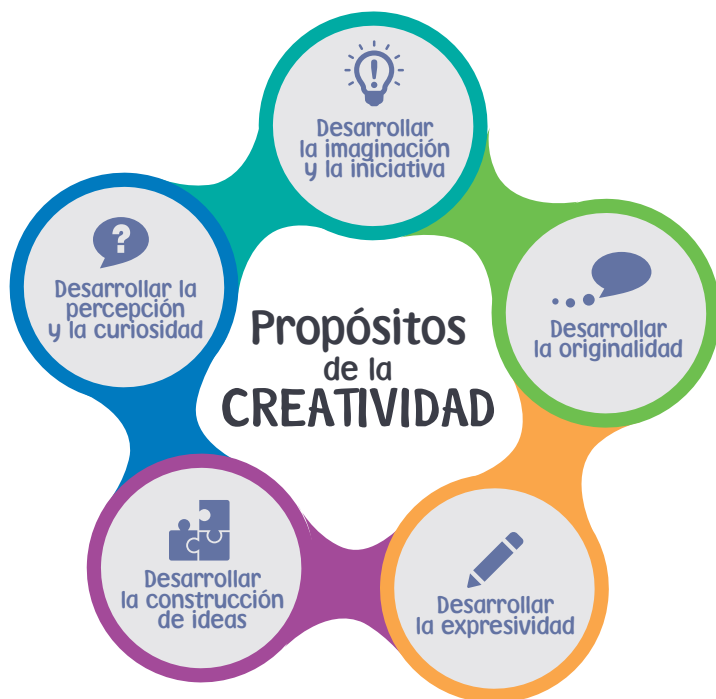 Propósitos
de la
CREATIVIDAD
Desarrollar
la imaginación
y la iniciativa
Desarrollar
la originalidad
Desarrollar
la expresividad
Desarrollar
la construcción
de ideas
Desarrollar la
percepción
y la curiosidad